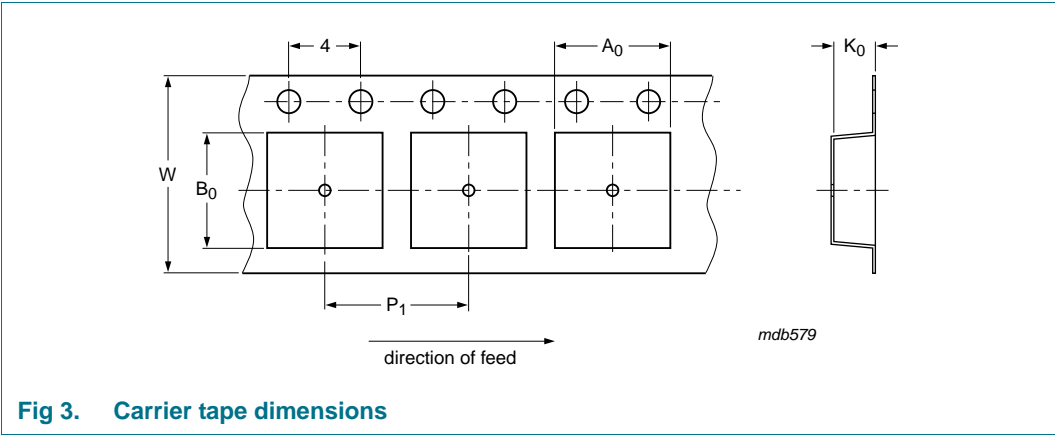 4
A0
K0
W
B0
P1
direction of feed
mdb579
Fig 3. Carrier tape dimensions